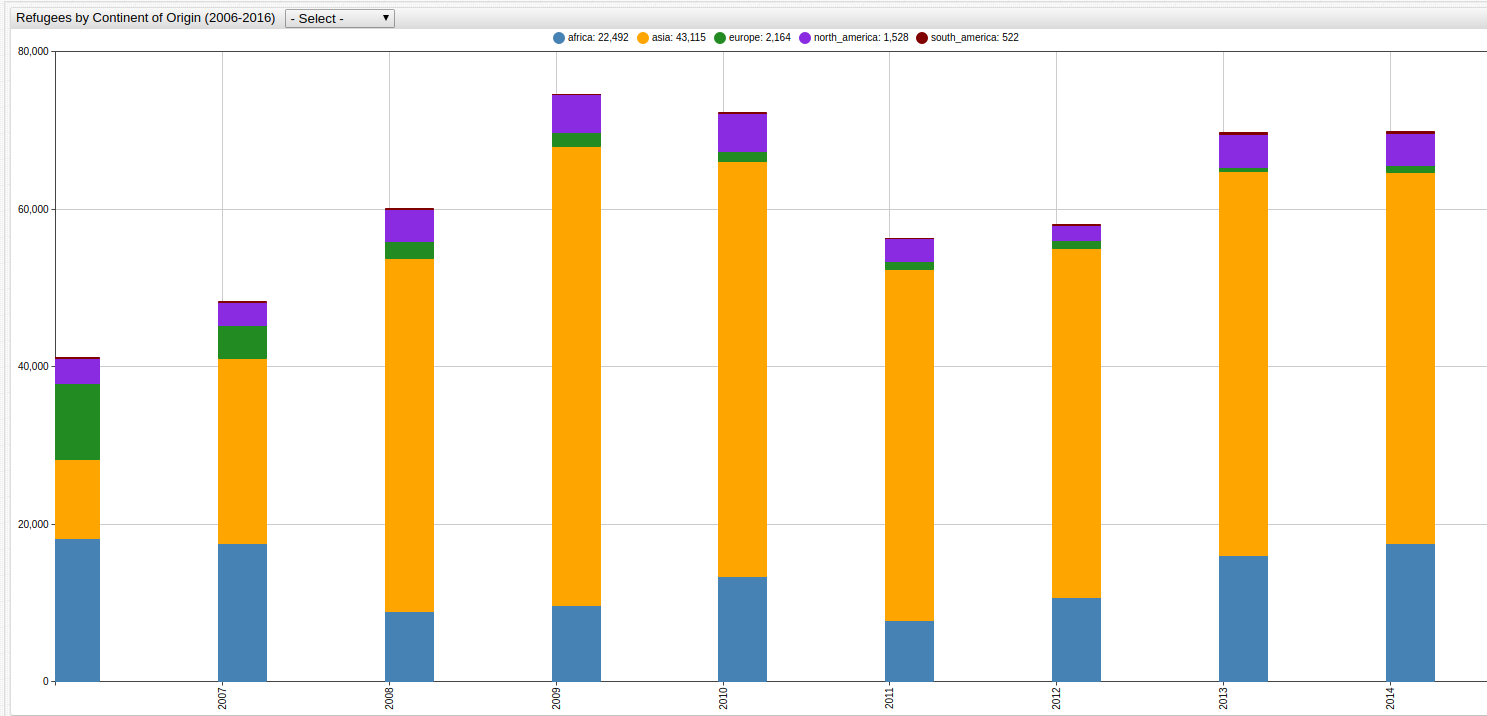 Refugees by Continent of Origin (2006-2016) - Select -
africa: 22,492 asia: 43,115 europe: 2,164 north_america: 1,528 south_america: 522
80,000
60,000
40,000
20,000
0
2007 2008 2009 2010 2011 2012 2013 2014